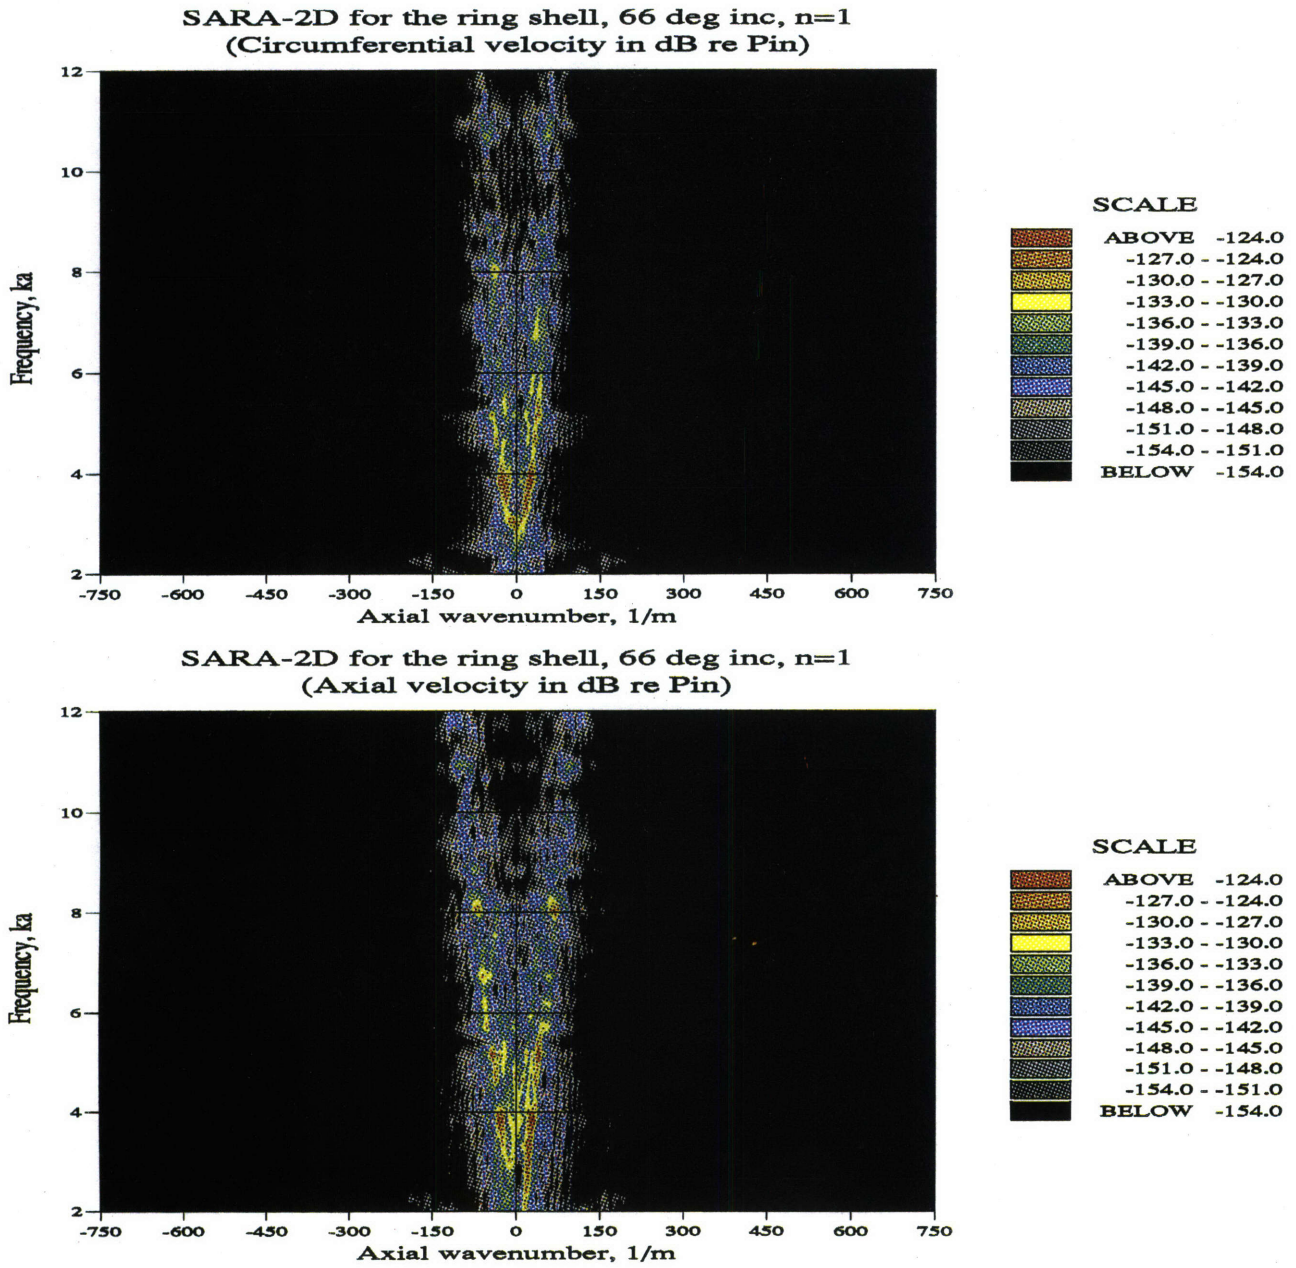 SARA-2D for the ring shell, 66 deg inc, n=1
(Circumferential velocity in dB re Pin)
12
10
8
6
4
2
Frequency, ka
-750 -600 -450 -300 -150 0 150 300 450 600 750
Axial wavenumber, 1/m
SCALE
ABOVE -124.0
-127.0 - -124.0
-130.0 - -127.0
-133.0 - -130.0
-136.0 - -133.0
-139.0 - -136.0
-142.0 - -139.0
-145.0 - -142.0
-148.0 - -145.0
-151.0 - -148.0
-154.0 - -151.0
BELOW -154.0
SARA-2D for the ring shell, 66 deg inc, n=1
(Axial velocity in dB re Pin)
12
10
8
6
4
2
Frequency, ka
-750 -600 -450 -300 -150 0 150 300 450 600 750
Axial wavenumber, 1/m
SCALE
ABOVE -124.0
-127.0 - -124.0
-130.0 - -127.0
-133.0 - -130.0
-136.0 - -133.0
-139.0 - -136.0
-142.0 - -139.0
-145.0 - -142.0
-148.0 - -145.0
-151.0 - -148.0
-154.0 - -151.0
BELOW -154.0